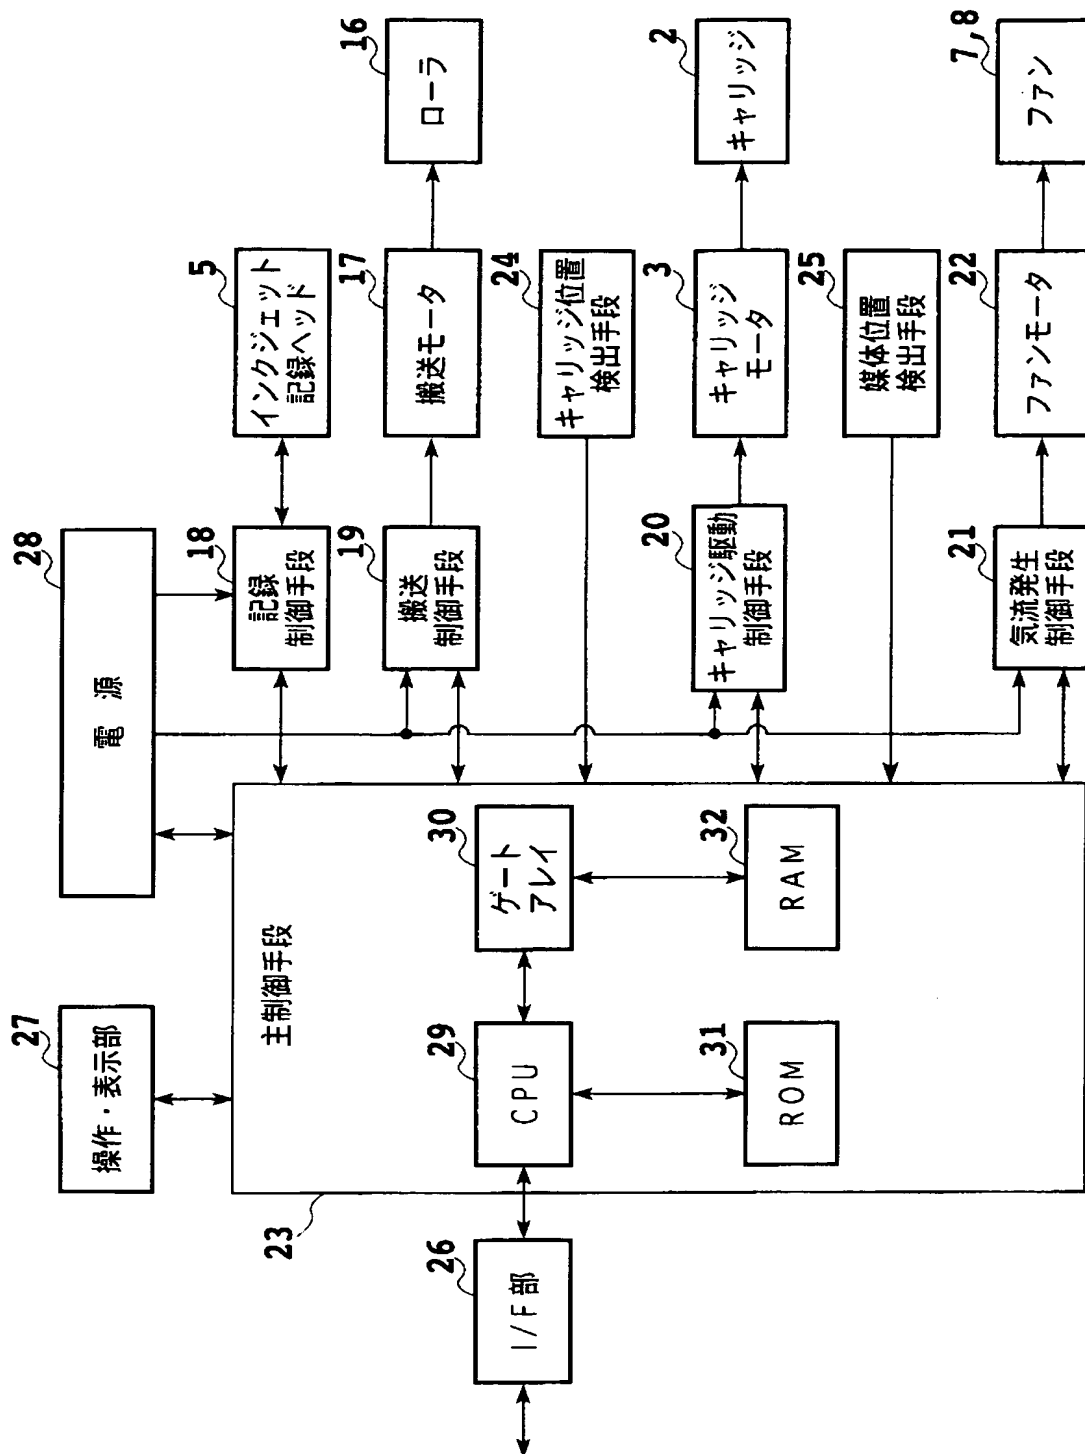 27
操作・表示部
28
電 源
26
I/F部
23
主制御手段
29
CPU
30
ゲート
アレイ
31
ROM
32
RAM
18
記録
制御手段
5
インクジェット
記録ヘッド
19
搬送
制御手段
17
搬送モータ
16
ローラ
24
キャリッジ位置
検出手段
20
キャリッジ駆動
制御手段
3
キャリッジ
モータ
2
キャリッジ
25
媒体位置
検出手段
21
気流発生
制御手段
22
ファンモータ
7,8
ファン